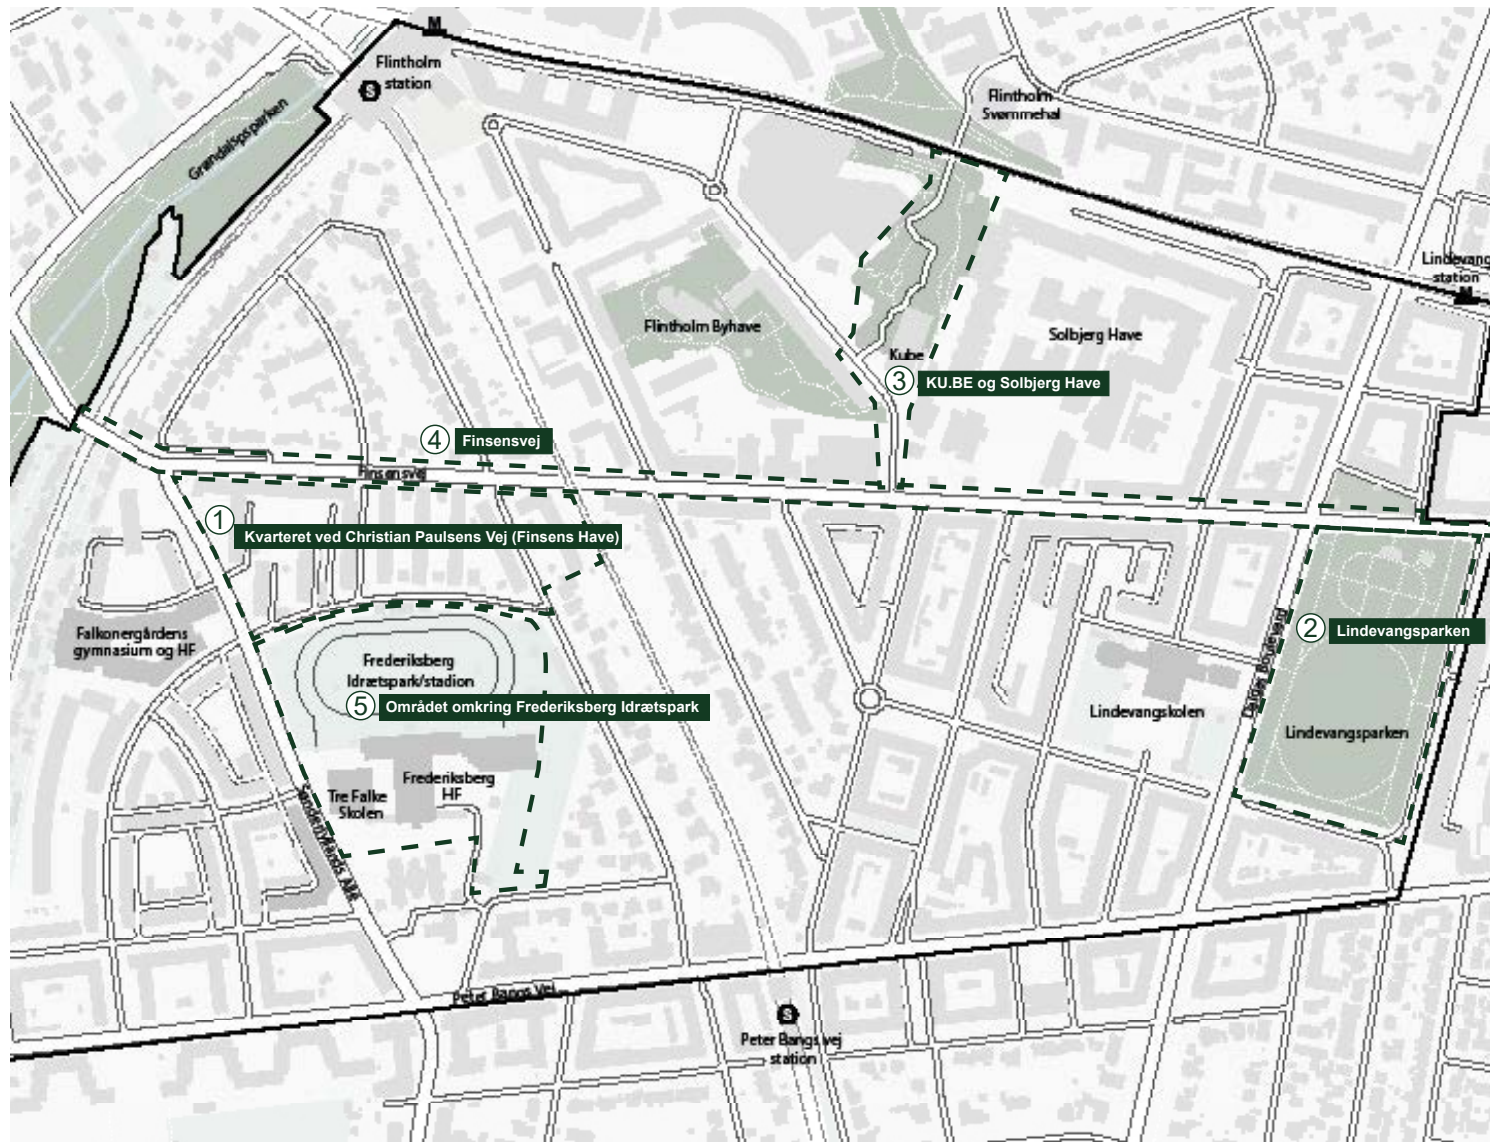 M
Flintholm
station
S
Grøndalsparken
Flintholm
Svømmehal
Lindevang
station
M
Flintholm Byhave
Solbjerg Have
Kube
3 KU.BE og Solbjerg Have
4 Finsensvej
Finsensvej
1 Kvarteret ved Christian Paulsens Vej (Finsens Have)
Falkonergårdens
gymnasium og HF
Frederiksberg
Idrætspark/stadion
5 Området omkring Frederiksberg Idrætspark
2 Lindevangsparken
Dalgas Boulevard
Lindevangskolen
Lindevangsparken
Frederiksberg
HF
Tre Falke
Skolen
Sønderjyllands Allé
Peter Bangs Vej
S
Peter Bangs vej
station